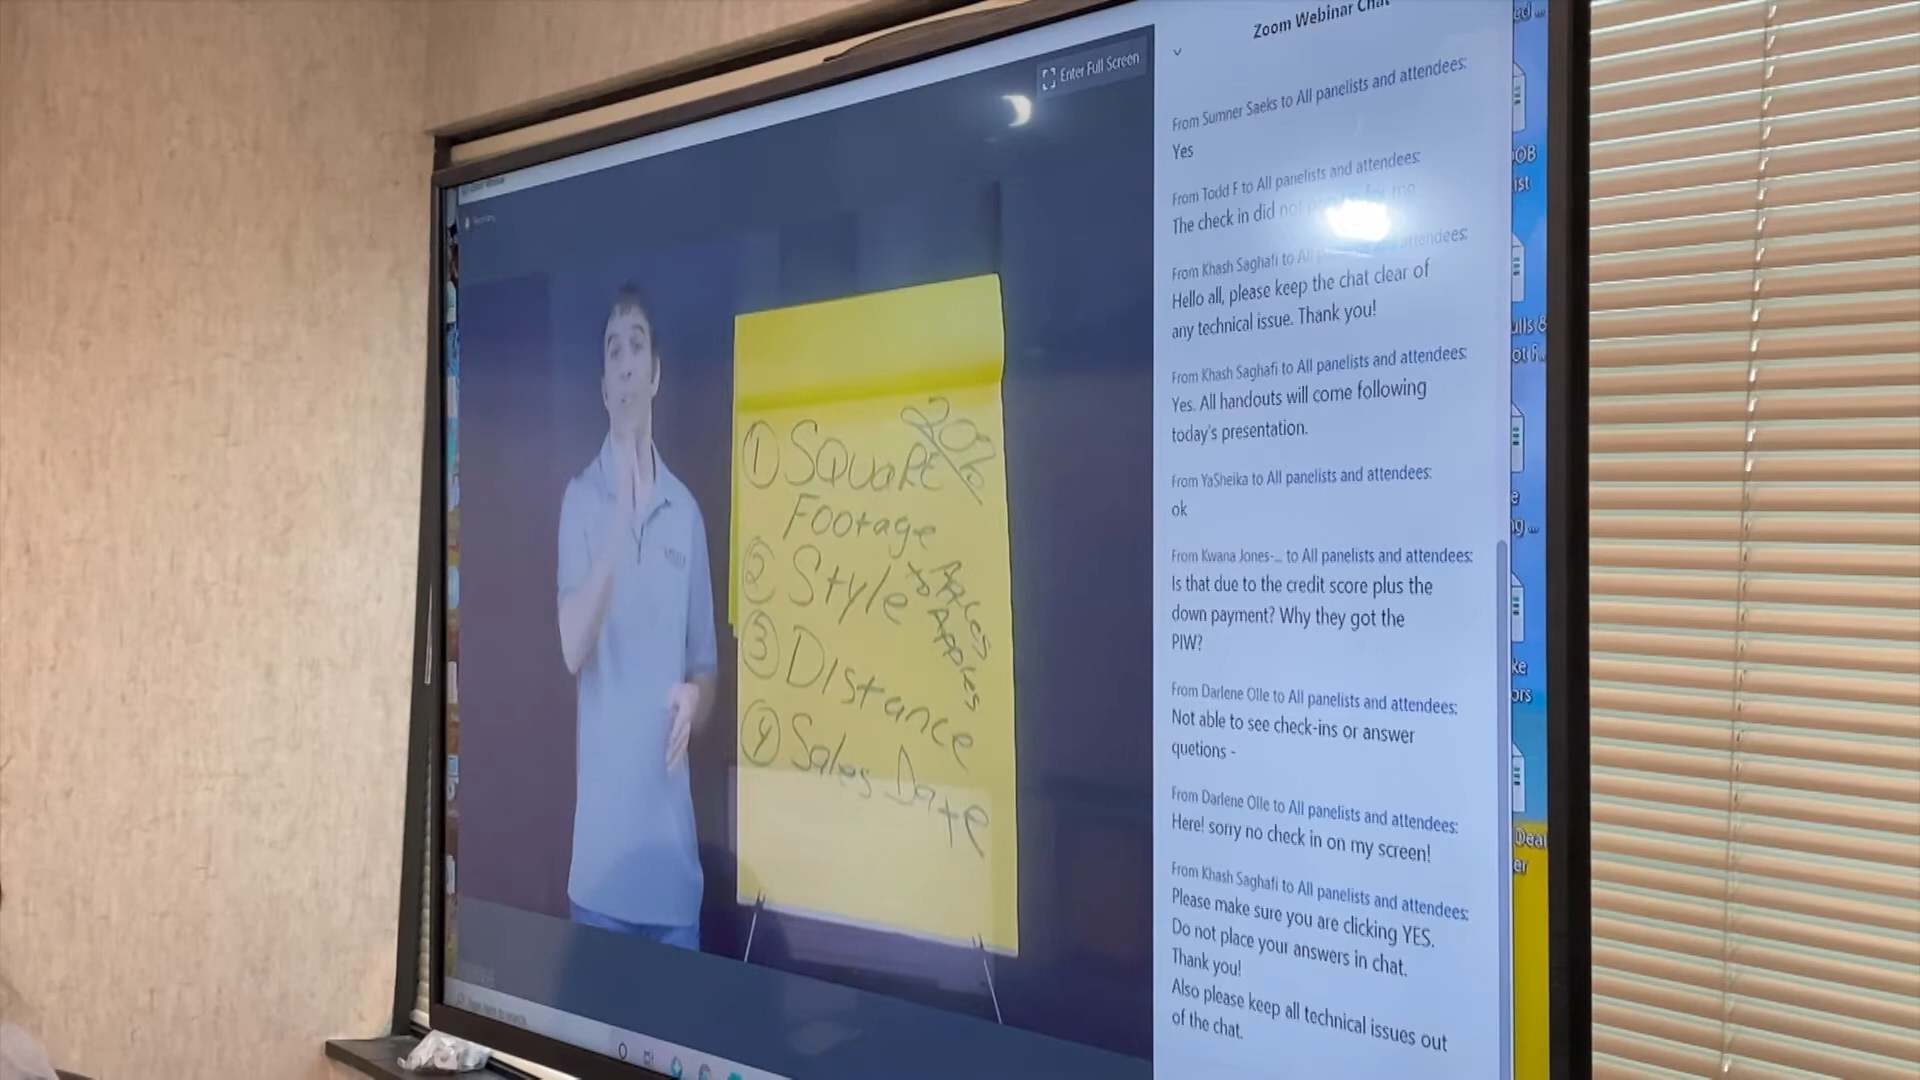 Enter Full Screen
① Square
20%
Footage
② Style
Apples
to Apples
③ Distance
④ Sales Date
Zoom Webinar Chat
From Sumner Saeks to All panelists and attendees:
Yes
From Todd F to All panelists and attendees:
The check in did not
From Khash Saghafi to All attendees:
Hello all, please keep the chat clear of
any technical issue. Thank you!
From Khash Saghafi to All panelists and attendees:
Yes. All handouts will come following
today's presentation.
From YaSheika to All panelists and attendees:
ok
From Kwana Jones-... to All panelists and attendees:
Is that due to the credit score plus the
down payment? Why they got the
PIW?
From Darlene Olle to All panelists and attendees:
Not able to see check-ins or answer
quetions -
From Darlene Olle to All panelists and attendees:
Here! sorry no check in on my screen!
From Khash Saghafi to All panelists and attendees:
Please make sure you are clicking YES.
Do not place your answers in chat.
Thank you!
Also please keep all technical issues out
of the chat.